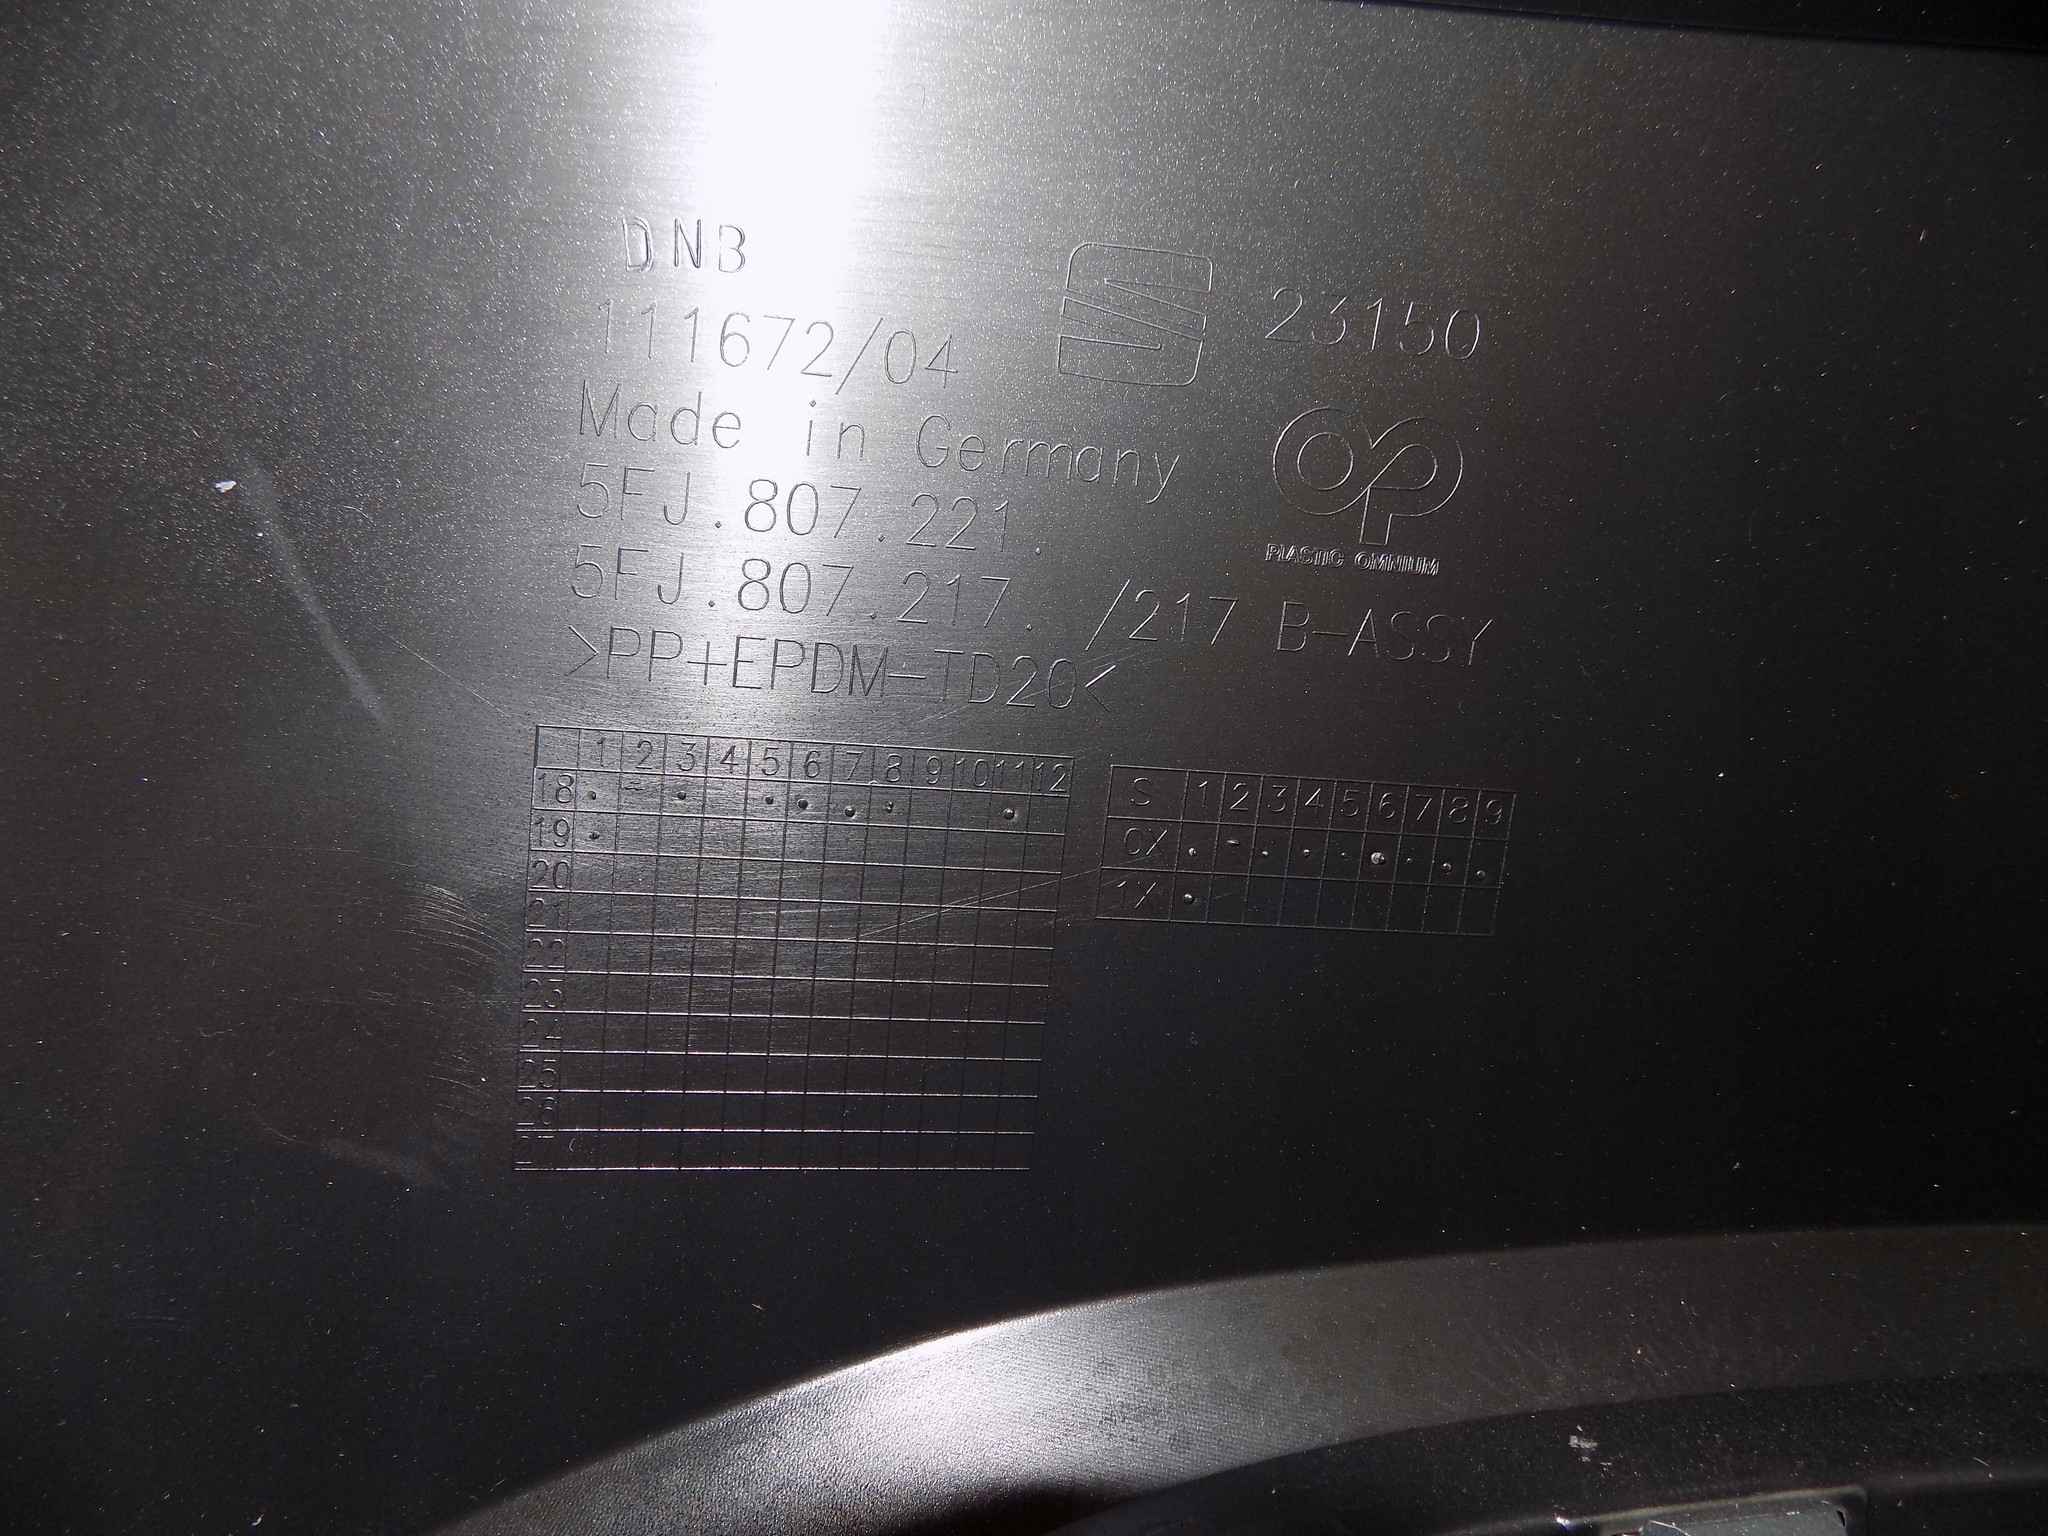 DNB
111672/04
23150
Made in Germany
5FJ.807.221.
PLASTIC OMNIUM
5FJ.807.217. /217 B-ASSY
>PP+EPDM-TD20<
1 2 3 4 5 6 7 8 9 10 11 12
18
19
20
21
22
23
24
25
26
27
S 1 2 3 4 5 6 7 8 9
0X
1X